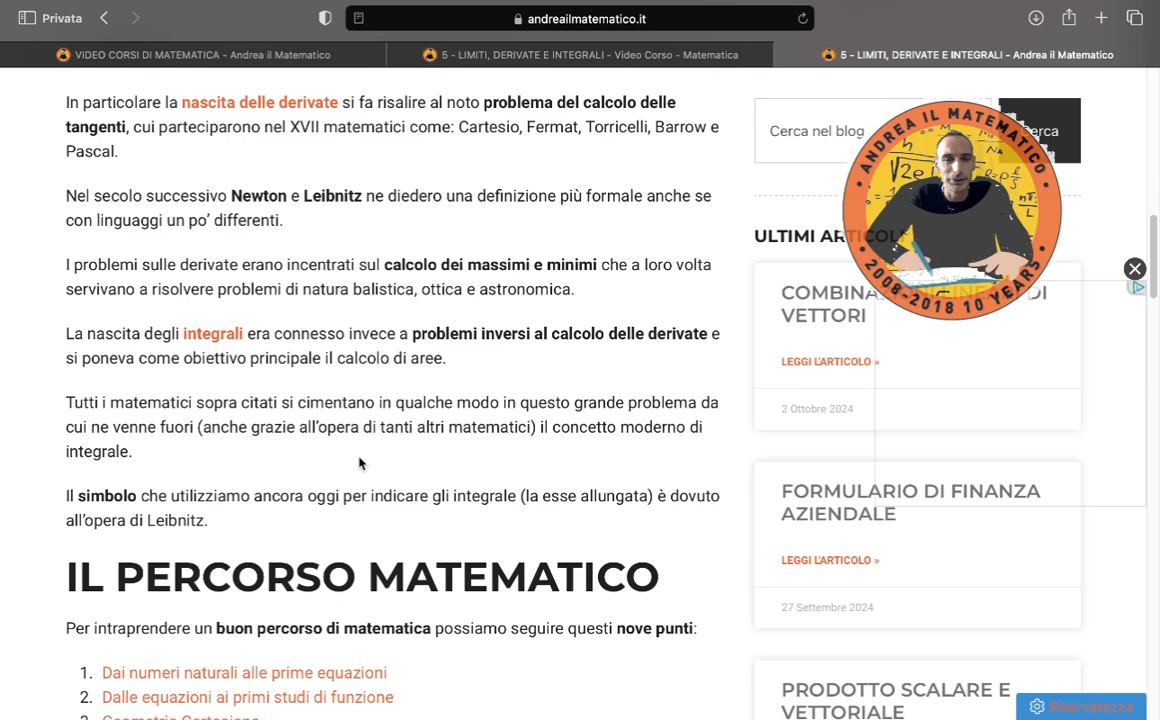 Privata
andreailmatematico.it
VIDEO CORSI DI MATEMATICA - Andrea il Matematico
5 - LIMITI, DERIVATE E INTEGRALI - Video Corso - Matematica
5 - LIMITI, DERIVATE E INTEGRALI - Andrea il Matematico
In particolare la nascita delle derivate si fa risalire al noto problema del calcolo delle
tangenti, cui parteciparono nel XVII matematici come: Cartesio, Fermat, Torricelli, Barrow e
Pascal.
Nel secolo successivo Newton e Leibnitz ne diedero una definizione più formale anche se
con linguaggi un po' differenti.
I problemi sulle derivate erano incentrati sul calcolo dei massimi e minimi che a loro volta
servivano a risolvere problemi di natura balistica, ottica e astronomica.
La nascita degli integrali era connesso invece a problemi inversi al calcolo delle derivate e
si poneva come obiettivo principale il calcolo di aree.
Tutti i matematici sopra citati si cimentano in qualche modo in questo grande problema da
cui ne venne fuori (anche grazie all'opera di tanti altri matematici) il concetto moderno di
integrale.
Il simbolo che utilizziamo ancora oggi per indicare gli integrale (la esse allungata) è dovuto
all'opera di Leibnitz.
IL PERCORSO MATEMATICO
Per intraprendere un buon percorso di matematica possiamo seguire questi nove punti:
1. Dai numeri naturali alle prime equazioni
2. Dalle equazioni ai primi studi di funzione
3. Geometria Cartesiana
Cerca nel blog
ANDREA IL MATEMATICO
2008-2018 10 YEARS
ULTIMI ARTICOLI
DI
VETTORI
LEGGI L'ARTICOLO »
2 Ottobre 2024
FORMULARIO DI FINANZA
AZIENDALE
LEGGI L'ARTICOLO »
27 Settembre 2024
PRODOTTO SCALARE E
VETTORIALE
Riservatezza